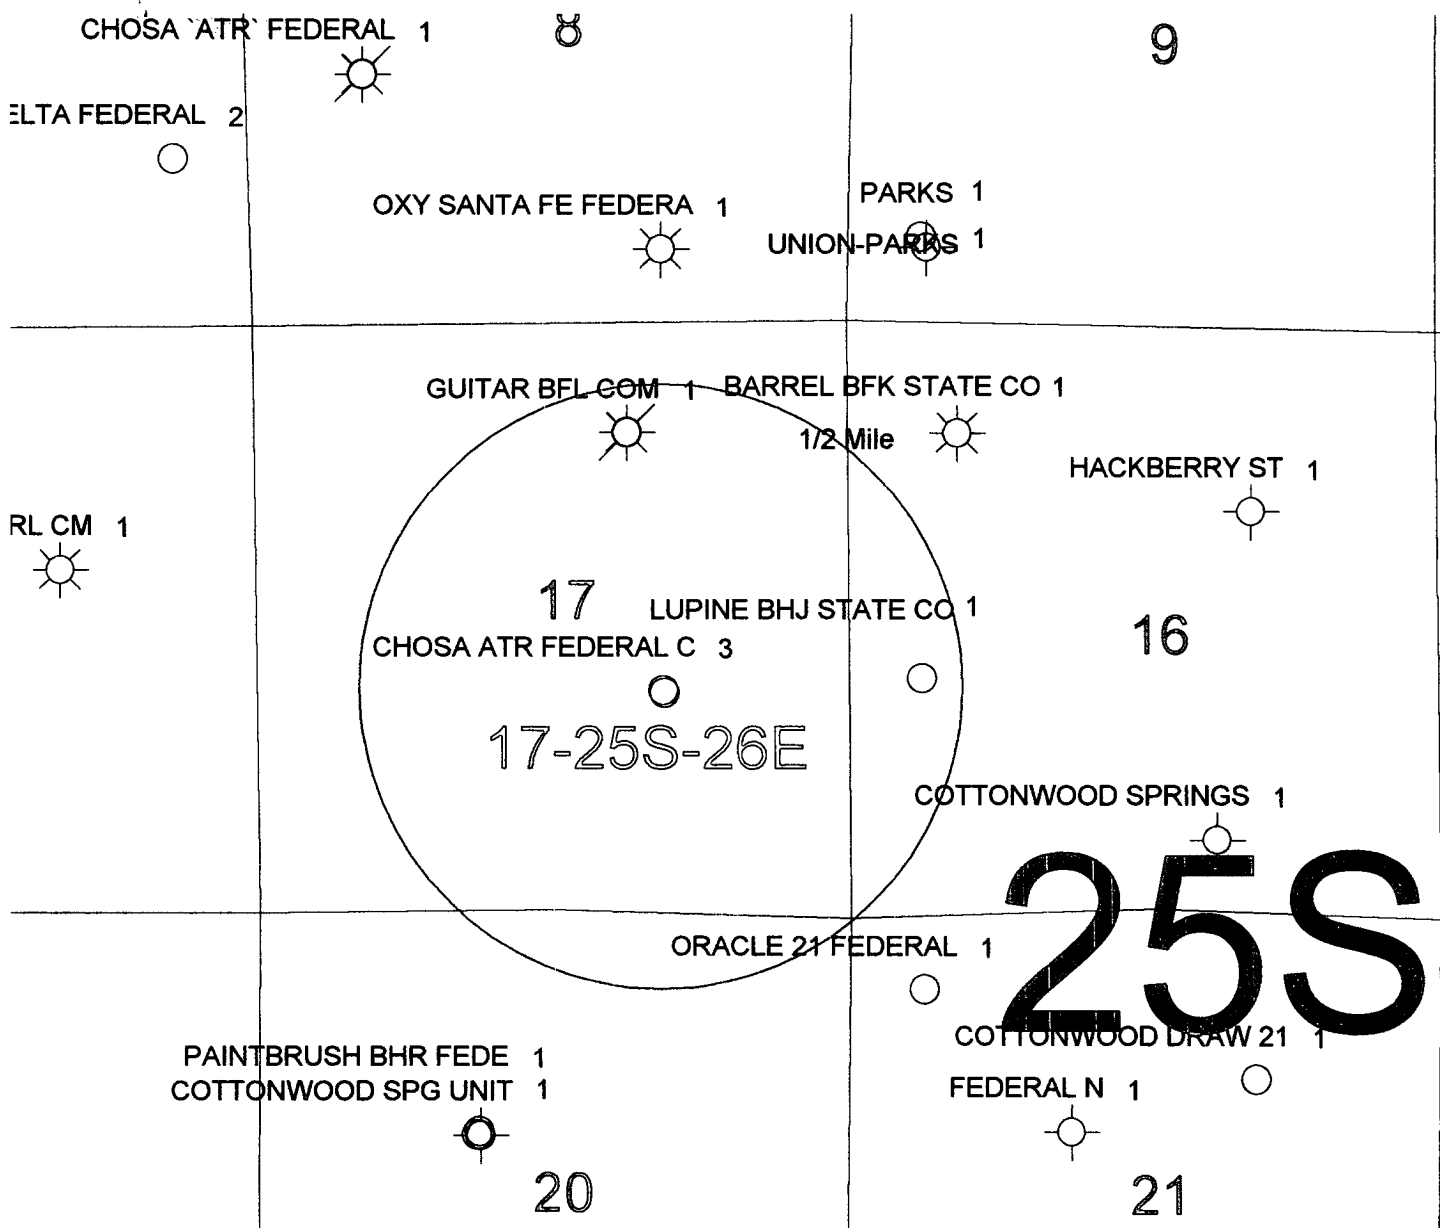 CHOSA `ATR` FEDERAL 1
8
9
ELTA FEDERAL 2
OXY SANTA FE FEDERA 1
PARKS 1
UNION-PARKS 1
GUITAR BFL COM 1
BARREL BFK STATE CO 1
1/2 Mile
HACKBERRY ST 1
RL CM 1
17
LUPINE BHJ STATE CO 1
16
CHOSA ATR FEDERAL C 3
17-25S-26E
COTTONWOOD SPRINGS 1
25S
ORACLE 21 FEDERAL 1
COTTONWOOD DRAW 21 1
PAINTBRUSH BHR FEDE 1
COTTONWOOD SPG UNIT 1
FEDERAL N 1
20
21